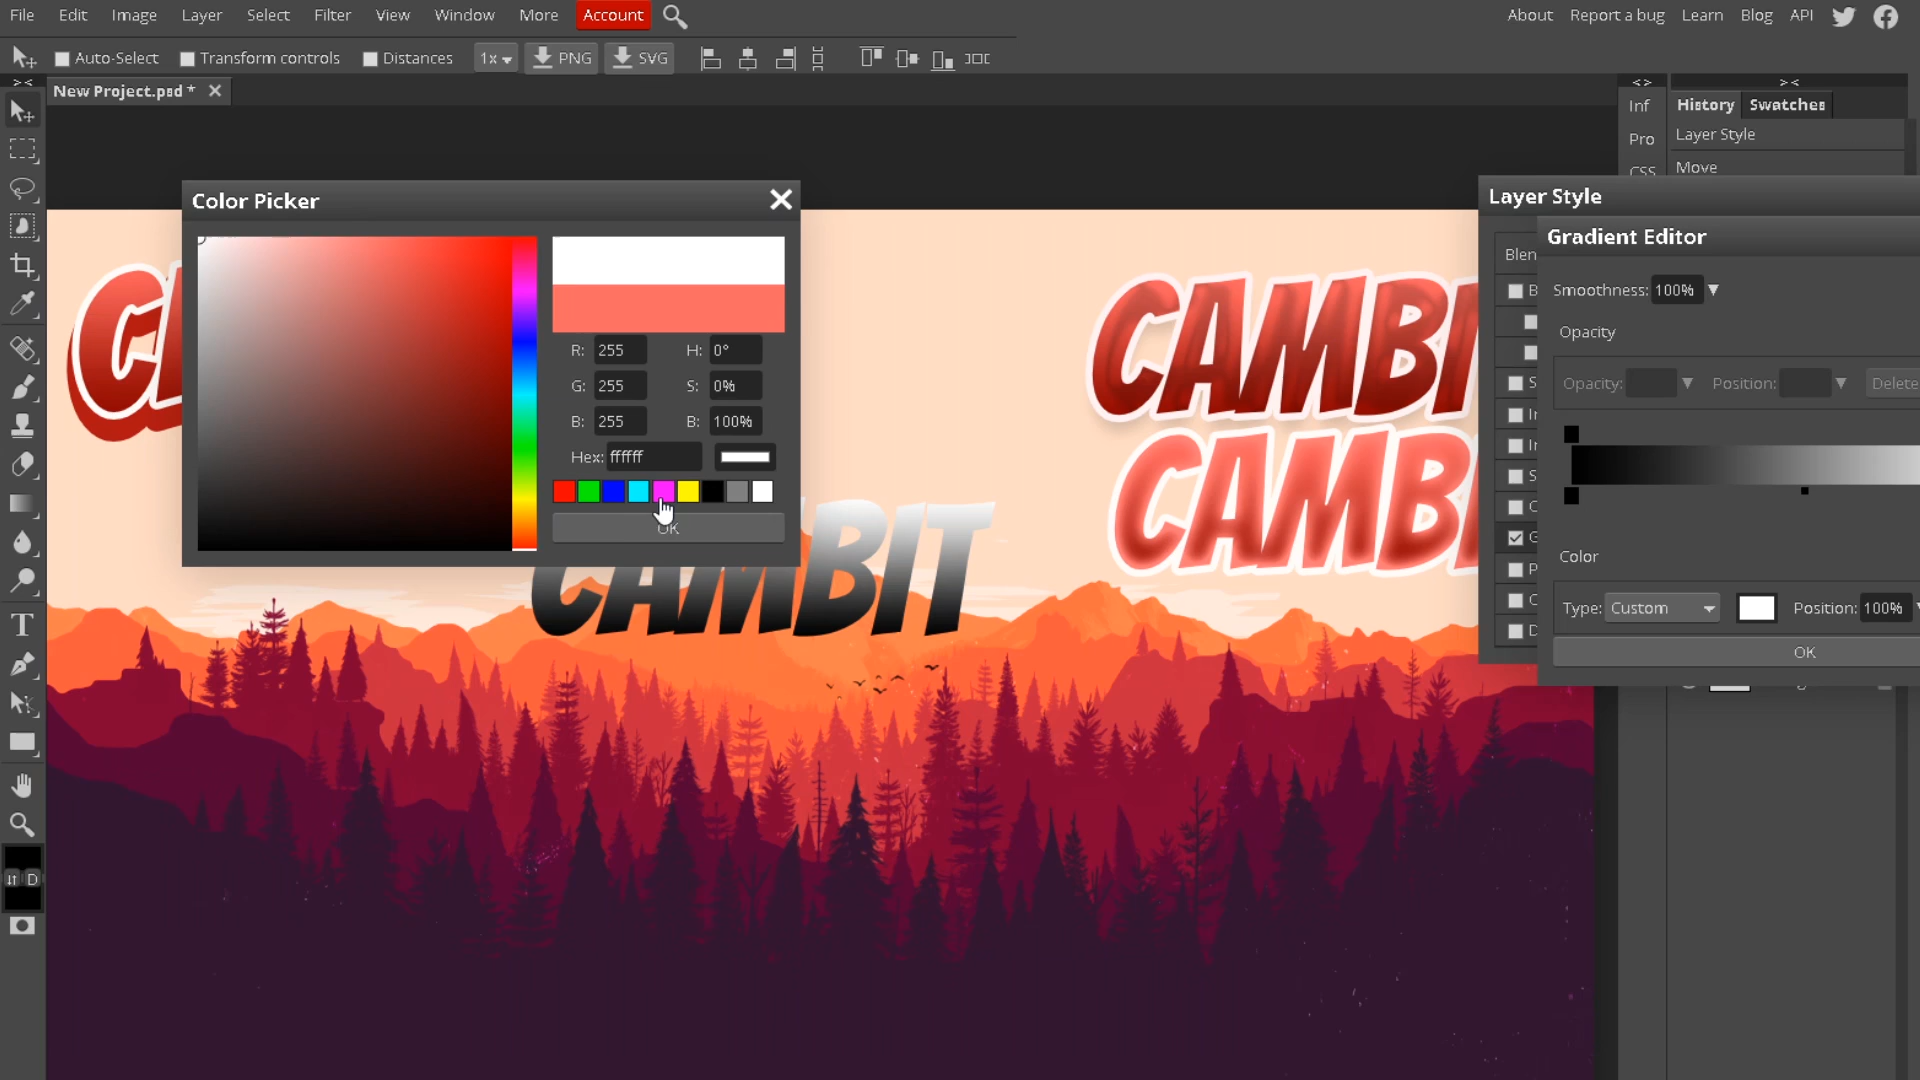 File Edit Image Layer Select Filter View Window More Account About Report a bug Learn Blog API
Auto-Select Transform controls Distances 1x PNG SVG
New Project.psd *
Inf
Pro
CSS
History Swatches
Layer Style
Move
Color Picker
R: 255 H: 0°
G: 255 S: 0%
B: 255 B: 100%
Hex: ffffff
OK
CAMBIT
CAMBI
CAMBI
Layer Style
Blen
Gradient Editor
Smoothness: 100%
Opacity
Opacity: Position: Delete
Color
Type: Custom Position: 100%
OK
T
D